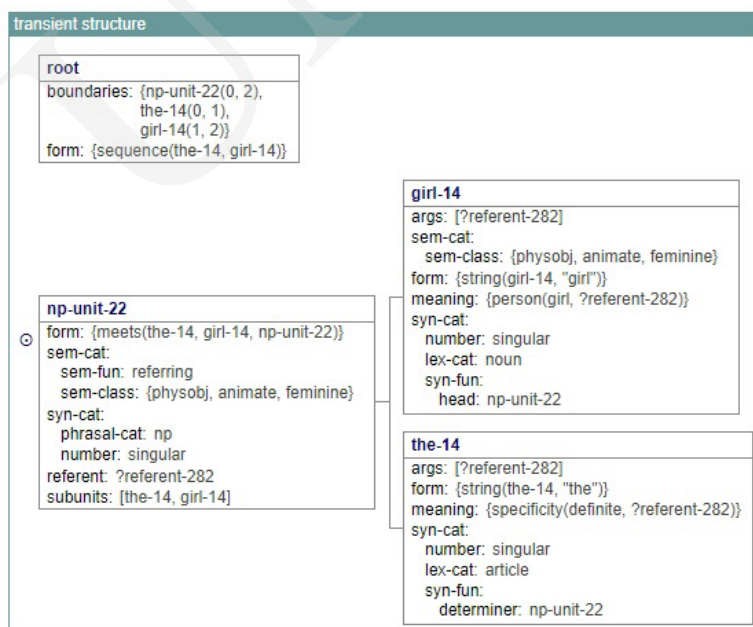 transient structure
root
boundaries: {np-unit-22(0, 2),
the-14(0, 1),
girl-14(1, 2)}
form: {sequence(the-14, girl-14)}
np-unit-22
form: {meets(the-14, girl-14, np-unit-22)}
sem-cat:
sem-fun: referring
sem-class: {physobj, animate, feminine}
syn-cat:
phrasal-cat: np
number: singular
referent: ?referent-282
subunits: [the-14, girl-14]
girl-14
args: [?referent-282]
sem-cat:
sem-class: {physobj, animate, feminine}
form: {string(girl-14, "girl")}
meaning: {person(girl, ?referent-282)}
syn-cat:
number: singular
lex-cat: noun
syn-fun:
head: np-unit-22
the-14
args: [?referent-282]
form: {string(the-14, "the")}
meaning: {specificity(definite, ?referent-282)}
syn-cat:
number: singular
lex-cat: article
syn-fun:
determiner: np-unit-22